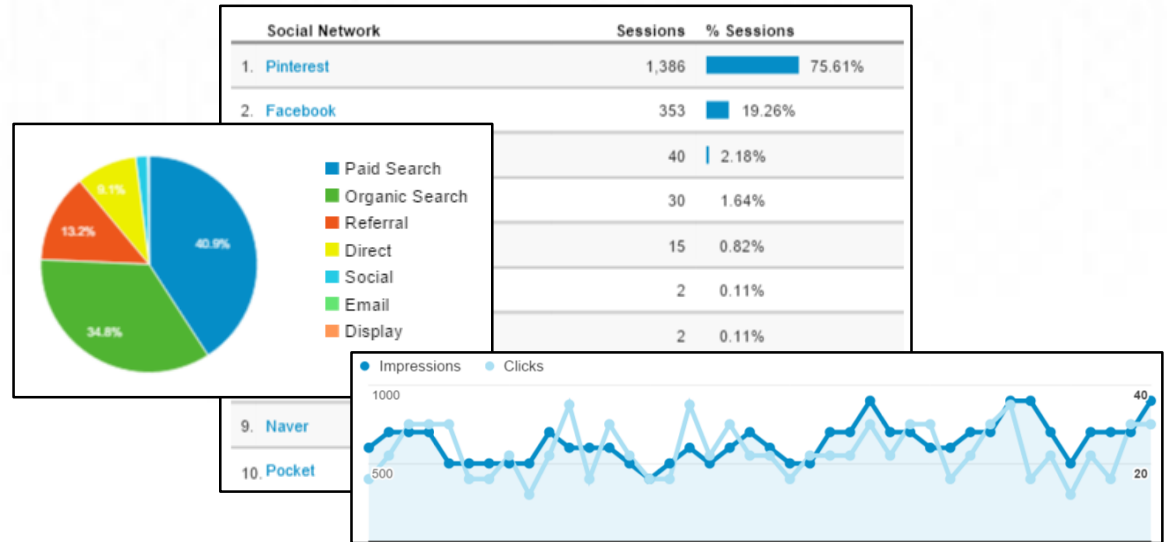 Social Network Sessions % Sessions
1. Pinterest 1,386 75.61%
2. Facebook 353 19.26%
40 2.18%
30 1.64%
15 0.82%
2 0.11%
2 0.11%
9. Naver
10. Pocket
9.1%
13.2%
40.9%
34.8%
Paid Search
Organic Search
Referral
Direct
Social
Email
Display
Impressions Clicks
1000 40
500 20